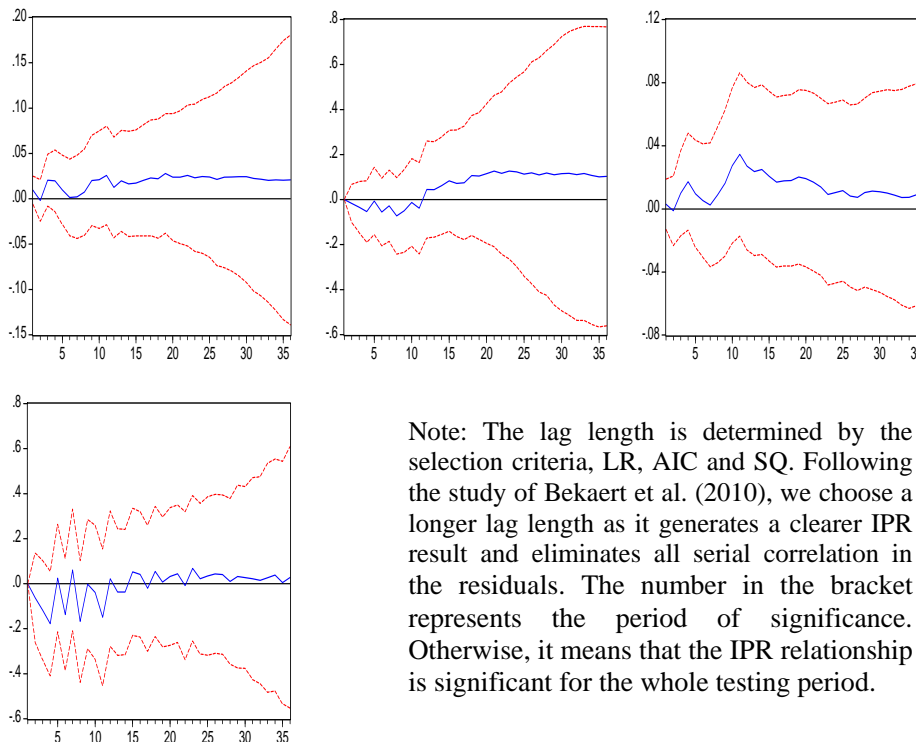 .20
.15
.10
.05
.00
-.05
-.10
-.15
5 10 15 20 25 30 35
.8
.6
.4
.2
.0
-.2
-.4
-.6
5 10 15 20 25 30 35
.12
.08
.04
.00
-.04
-.08
5 10 15 20 25 30 35
.8
.6
.4
.2
.0
-.2
-.4
-.6
5 10 15 20 25 30 35
Note: The lag length is determined by the
selection criteria, LR, AIC and SQ. Following
the study of Bekaert et al. (2010), we choose a
longer lag length as it generates a clearer IPR
result and eliminates all serial correlation in
the residuals. The number in the bracket
represents the period of significance.
Otherwise, it means that the IPR relationship
is significant for the whole testing period.